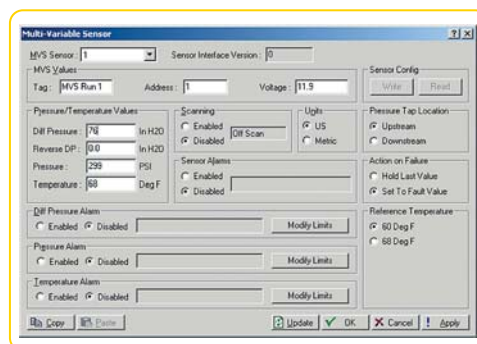 Multi-Variable Sensor
MVS Sensor: 1 Sensor Interface Version: 0
MVS Values
Tag: MVS Run 1 Address: 1 Voltage: 11.9
Sensor Config
Write Read
Pressure/Temperature Values
Diff Pressure: 76 In H2O
Reverse DP: 0.0 In H2O
Pressure: 299 PSI
Temperature: 68 Deg F
Scanning
Enabled
Disabled
Off Scan
Units
US
Metric
Pressure Tap Location
Upstream
Downstream
Sensor Alarms
Enabled
Disabled
Action on Failure
Hold Last Value
Set To Fault Value
Diff Pressure Alarm
Enabled Disabled Modify Limits
Reference Temperature
60 Deg F
68 Deg F
Pressure Alarm
Enabled Disabled Modify Limits
Temperature Alarm
Enabled Disabled Modify Limits
Copy Paste Update OK Cancel ! Apply